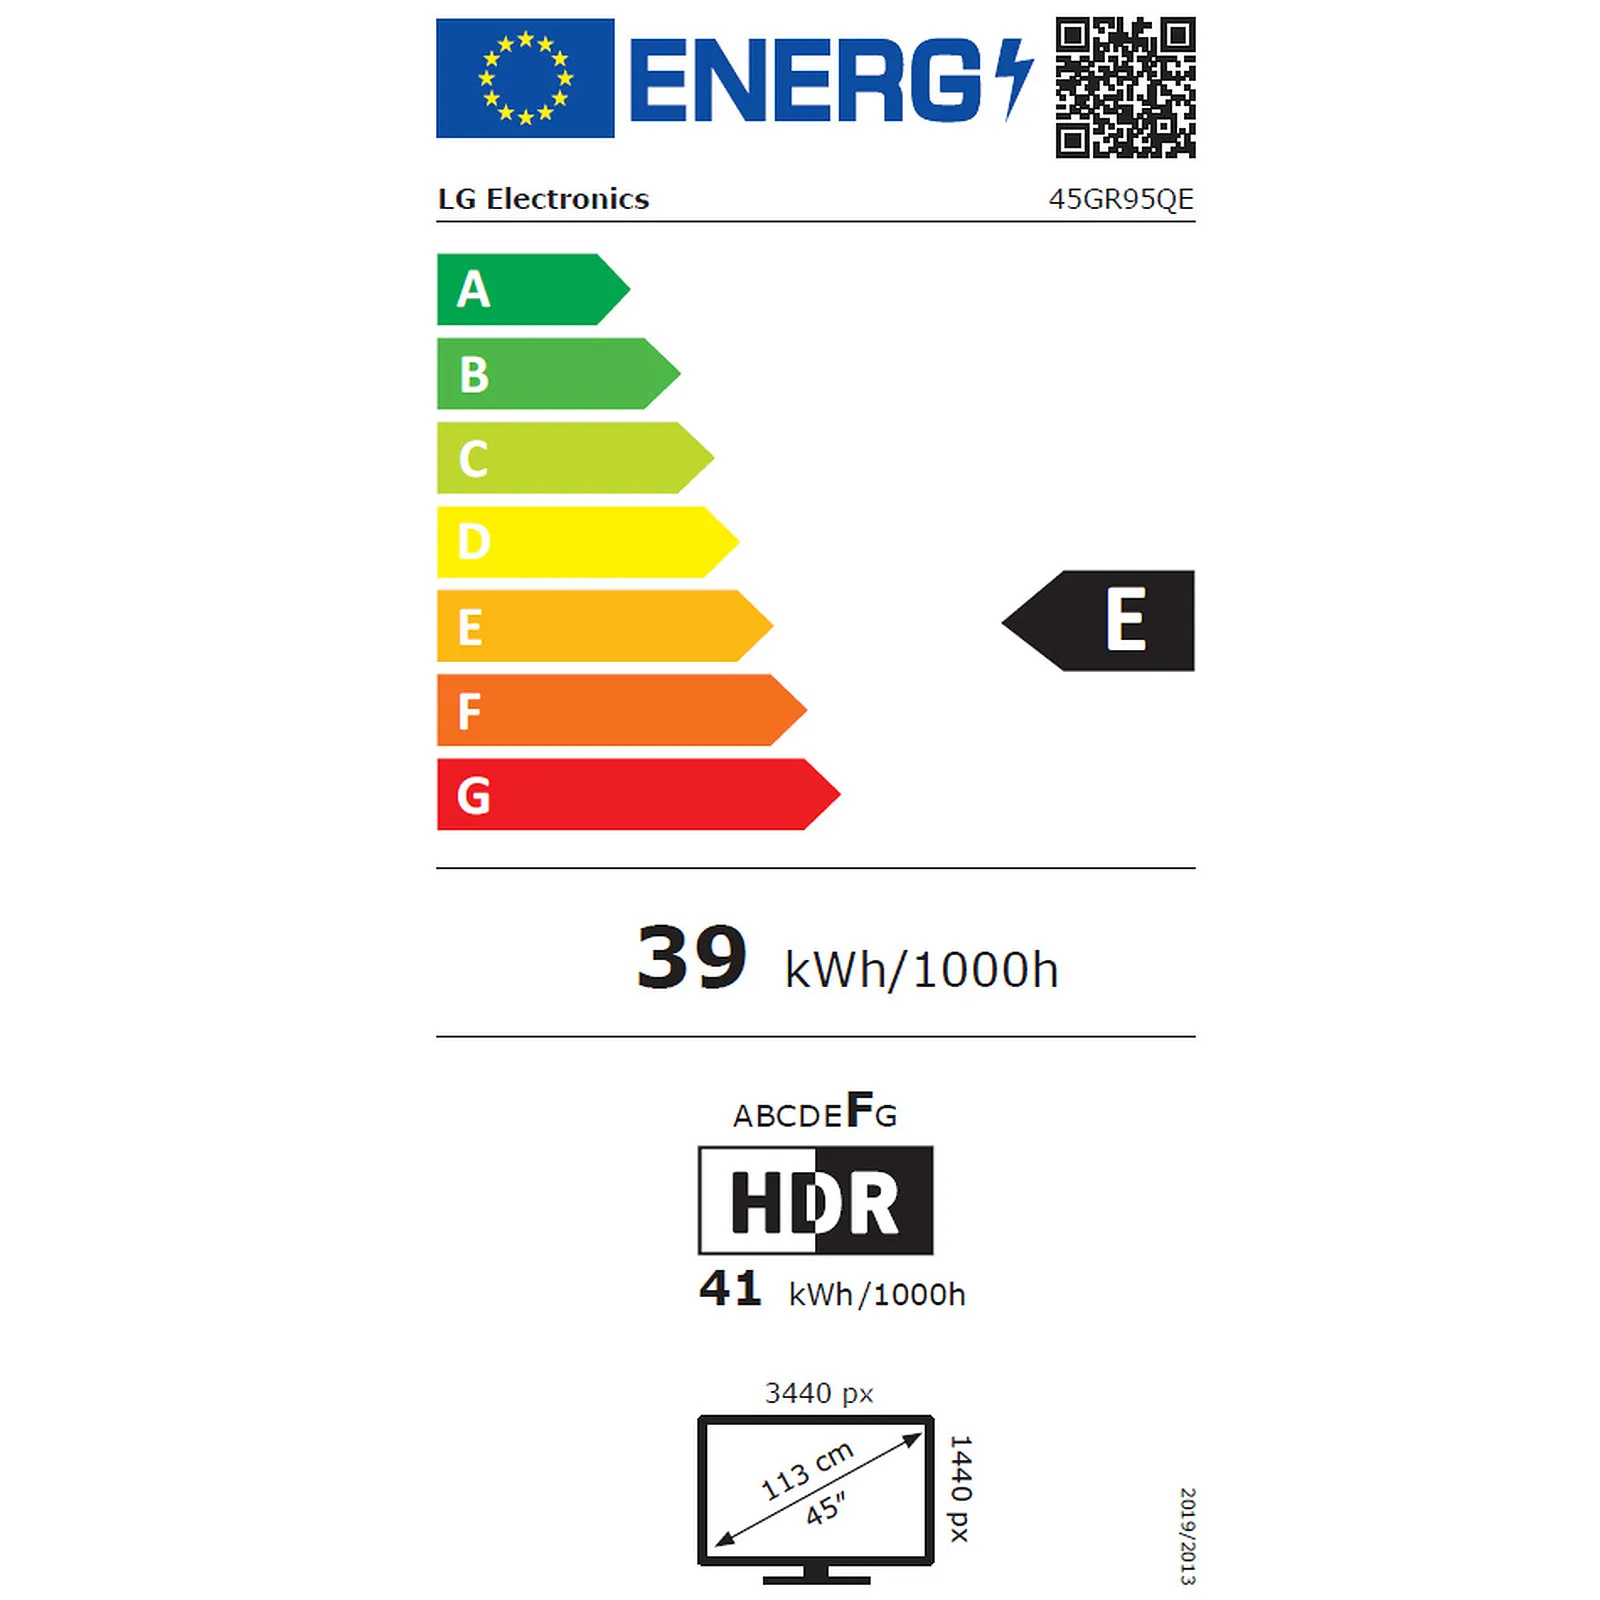 ENERG
LG Electronics
45GR95QE
A
B
C
D
E
E
F
G
39 kWh/1000h
ABCDEFG
HDR
41 kWh/1000h
3440 px
113 cm
45″
1440 px
2019/2013